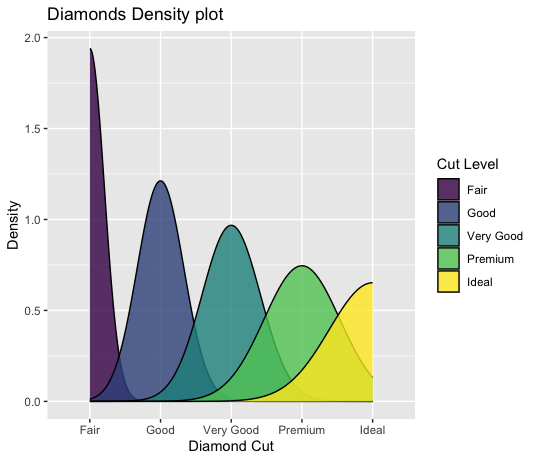 Diamonds Density plot
2.0
1.5
1.0
0.5
0.0
Density
Fair Good Very Good Premium Ideal
Diamond Cut
Cut Level
Fair
Good
Very Good
Premium
Ideal